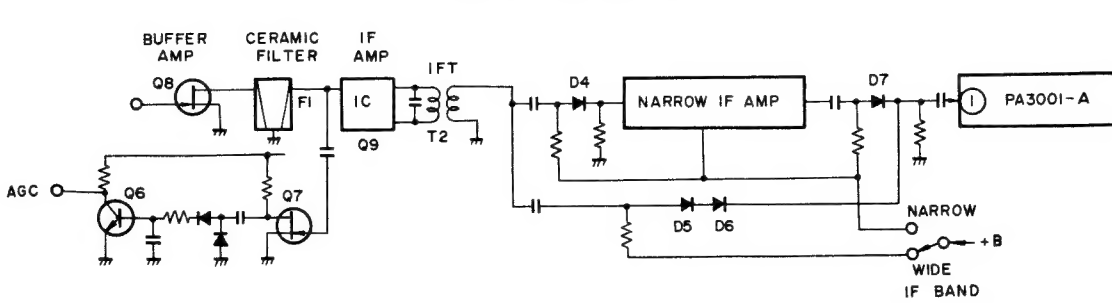 BUFFER
AMP
Q8
CERAMIC
FILTER
F1
IF
AMP
IC
Q9
IFT
T2
D4
NARROW IF AMP
D7
1
PA3001-A
AGC
Q6
Q7
D5
D6
NARROW
+B
WIDE
IF BAND